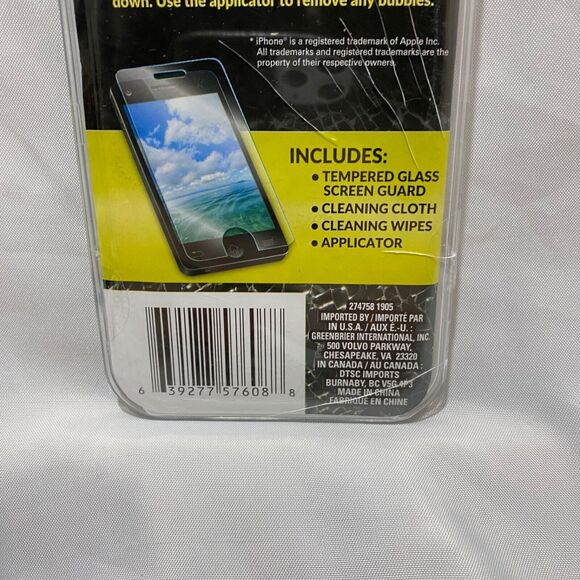 down. Use the applicator to remove any bubbles.
* iPhone® is a registered trademark of Apple Inc.
All trademarks and registered trademarks are the
property of their respective owners.
INCLUDES:
• TEMPERED GLASS
SCREEN GUARD
• CLEANING CLOTH
• CLEANING WIPES
• APPLICATOR
274758 1905
IMPORTED BY / IMPORTÉ PAR
IN U.S.A. / AUX É.-U. :
GREENBRIER INTERNATIONAL, INC.
500 VOLVO PARKWAY,
CHESAPEAKE, VA 23320
IN CANADA / AU CANADA :
DTSC IMPORTS
BURNABY, BC V5G 4P3
MADE IN CHINA
FABRIQUÉ EN CHINE
6 39277 57608 8